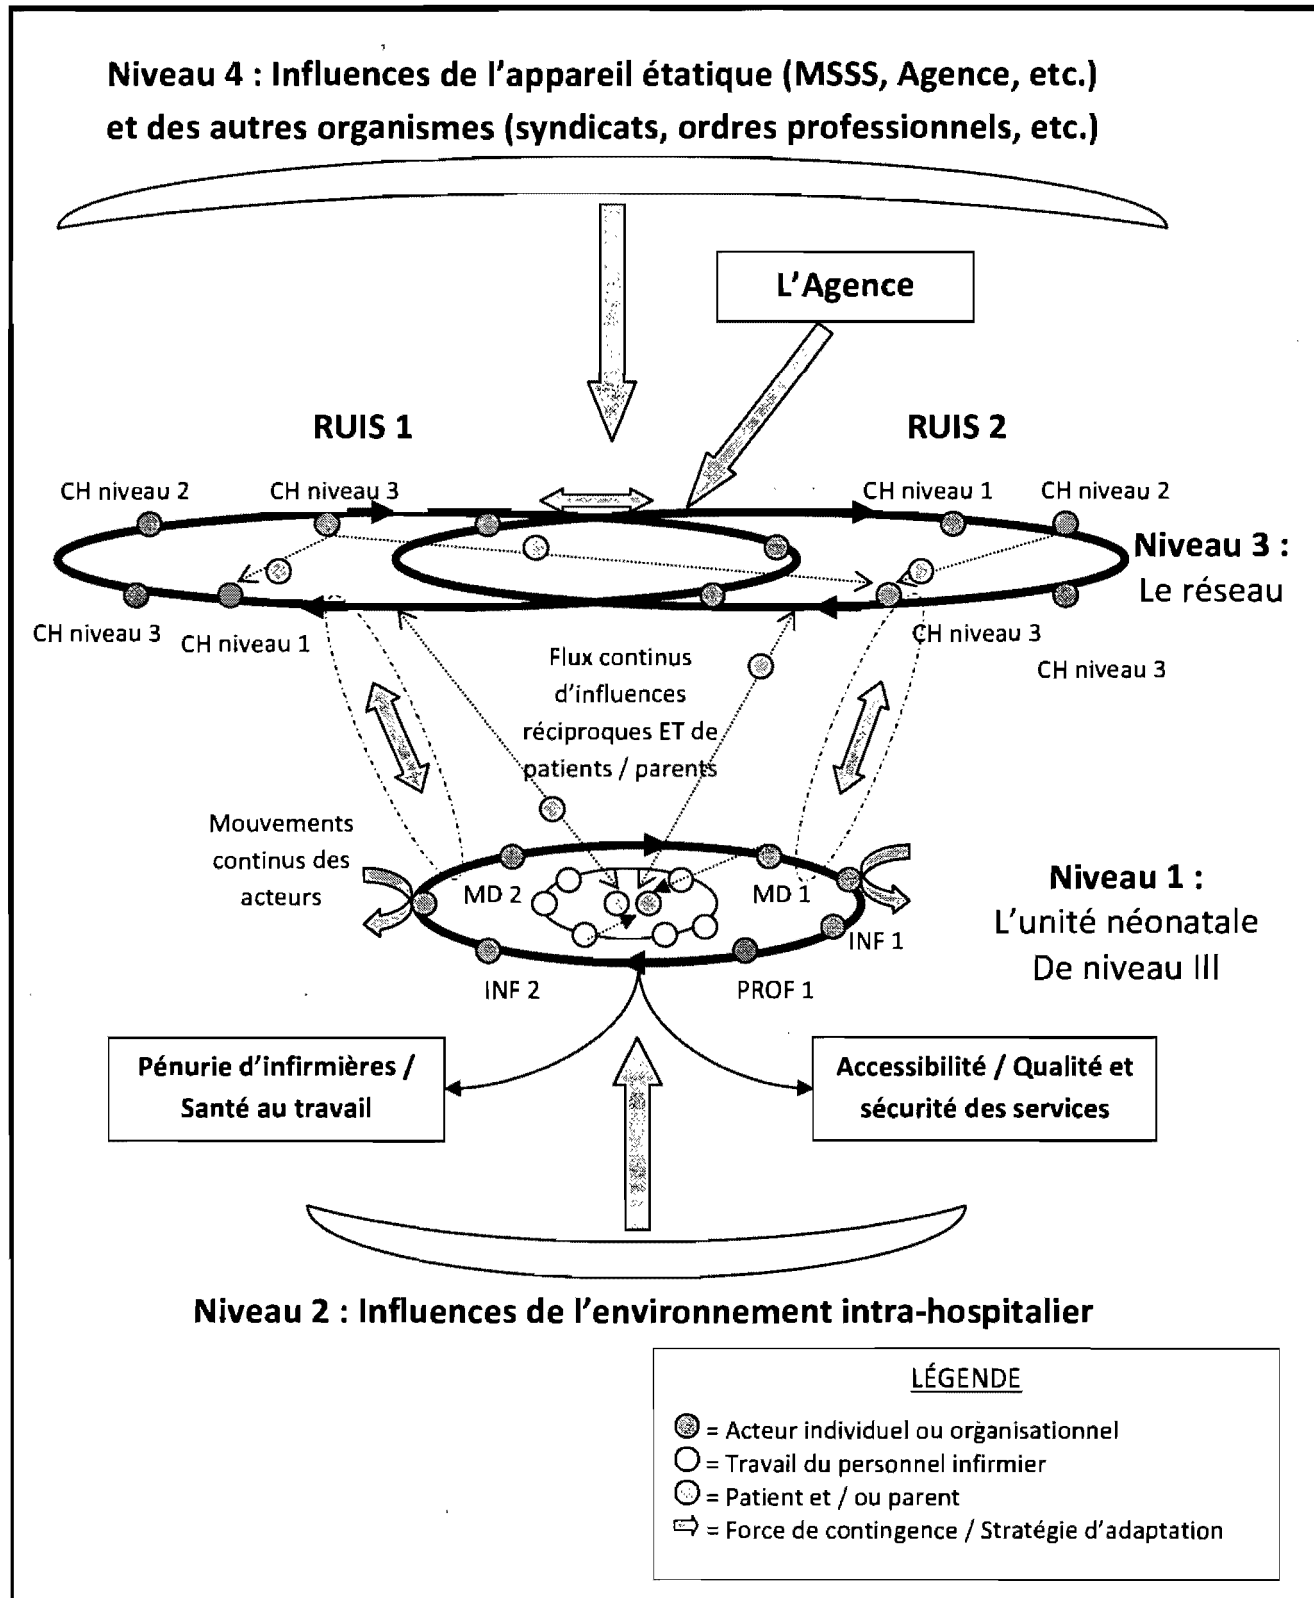 Niveau 4 : Influences de l'appareil étatique (MSSS, Agence, etc.)
et des autres organismes (syndicats, ordres professionnels, etc.)
L'Agence
RUIS 1
RUIS 2
CH niveau 2
CH niveau 3
CH niveau 1
CH niveau 2
Niveau 3 :
Le réseau
CH niveau 3
CH niveau 1
CH niveau 3
CH niveau 3
Flux continus
d'influences
réciproques ET de
patients / parents
Mouvements
continus des
acteurs
MD 2
MD 1
INF 1
INF 2
PROF 1
Niveau 1 :
L'unité néonatale
De niveau III
Pénurie d'infirmières /
Santé au travail
Accessibilité / Qualité et
sécurité des services
Niveau 2 : Influences de l'environnement intra-hospitalier
LÉGENDE
= Acteur individuel ou organisationnel
= Travail du personnel infirmier
= Patient et / ou parent
= Force de contingence / Stratégie d'adaptation